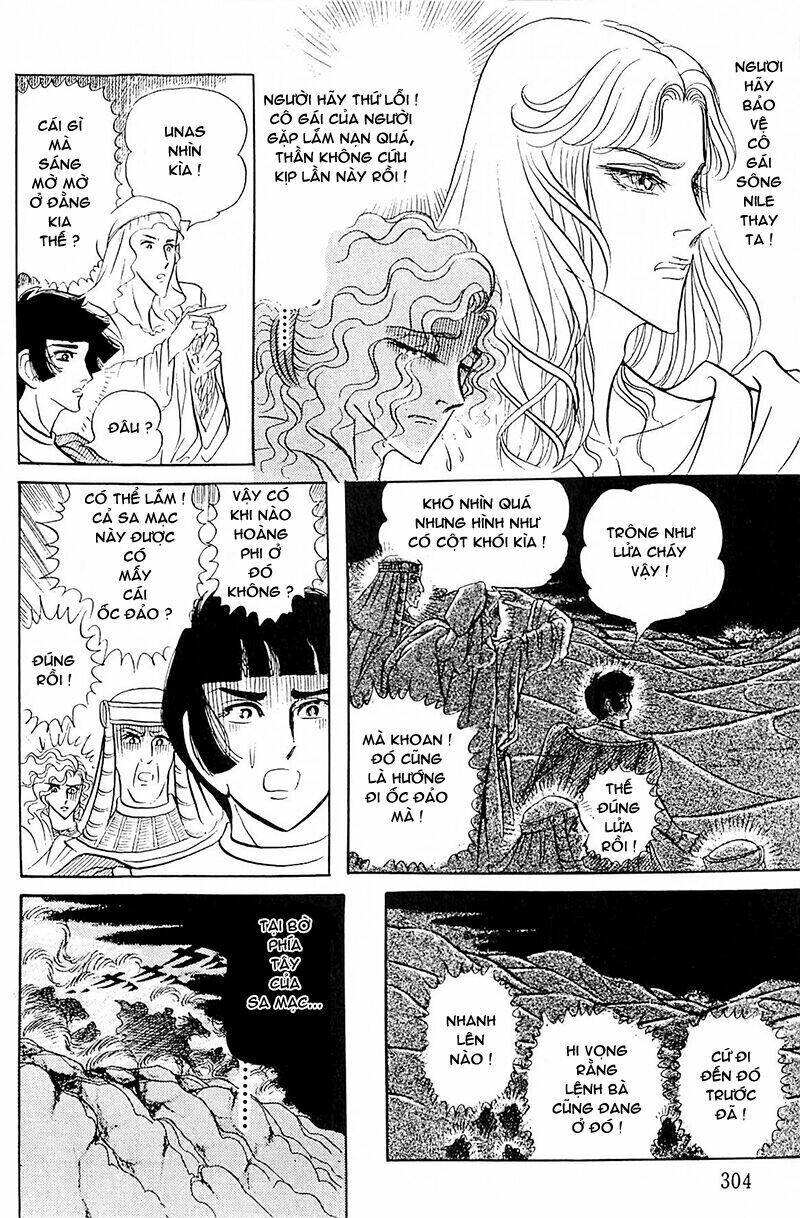 NGƯƠI
HÃY
BẢO
VỆ
CÔ
GÁI
SÔNG
NILE
THAY
TA !
NGƯỜI HÃY THỨ LỖI !
CÔ GÁI CỦA NGƯỜI
GẶP LẮM NẠN QUÁ,
THẦN KHÔNG CỨU
KỊP LẦN NÀY RỒI !
UNAS
NHÌN
KÌA !
CÁI GÌ
MÀ
SÁNG
MỜ MỜ
Ở ĐẰNG
KIA
THẾ ?
ĐÂU ?
TRÔNG NHƯ
LỬA CHÁY
VẬY !
KHÓ NHÌN QUÁ
NHƯNG HÌNH NHƯ
CÓ CỘT KHÓI KÌA !
THẾ
ĐÚNG
LỬA
RỒI !
MÀ KHOAN !
ĐÓ CŨNG
LÀ HƯỚNG
ĐI ỐC ĐẢO
MÀ !
VẬY CÓ
KHI NÀO
HOÀNG
PHI Ở
ĐÓ
KHÔNG ?
CÓ THỂ LẮM !
CẢ SA MẠC
NÀY ĐƯỢC
CÓ
MẤY
CÁI
ỐC ĐẢO ?
ĐÚNG
RỒI !
CỨ ĐI
ĐẾN ĐÓ
TRƯỚC
ĐÃ !
HI VỌNG
RẰNG
LỆNH BÀ
CŨNG ĐANG
Ở ĐÓ !
NHANH
LÊN
NÀO !
TẠI BỜ
PHÍA
TÂY
CỦA
SA MẠC...
304